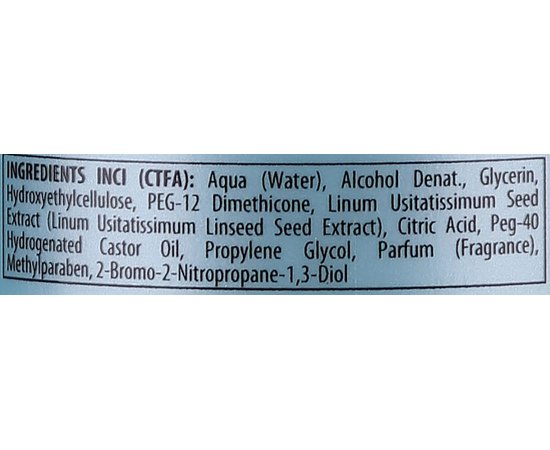 INGREDIENTS INCI (CTFA): Aqua (Water), Alcohol Denat., Glycerin,
Hydroxyethylcellulose, PEG-12 Dimethicone, Linum Usitatissimum Seed
Extract (Linum Usitatissimum Linseed Seed Extract), Citric Acid, Peg-40
Hydrogenated Castor Oil, Propylene Glycol, Parfum (Fragrance),
Methylparaben, 2-Bromo-2-Nitropropane-1,3-Diol